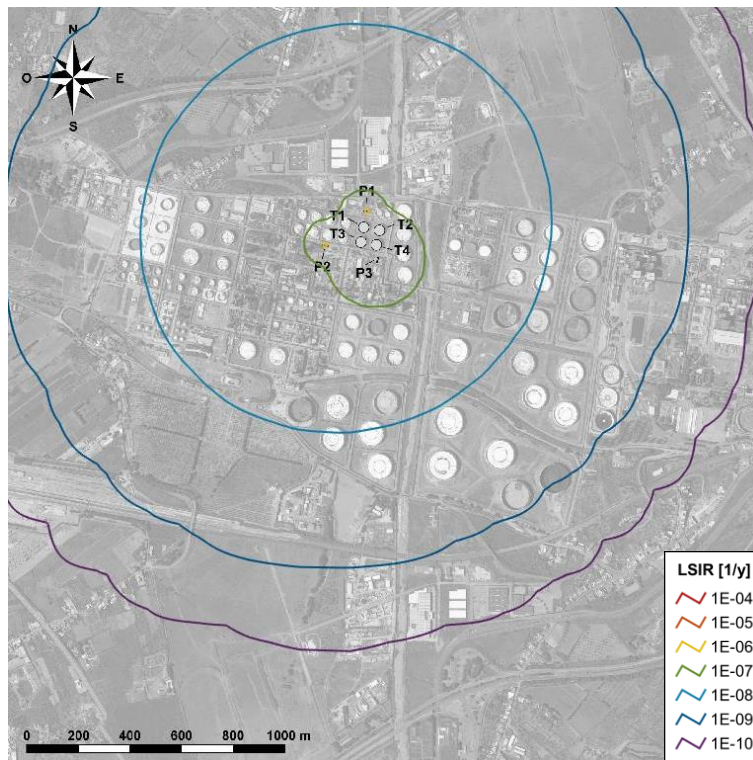 N
O E
S
P1
T1 T2
T3 T4
P2 P3
LSIR [1/y]
1E-04
1E-05
1E-06
1E-07
1E-08
1E-09
1E-10
0 200 400 600 800 1000 m